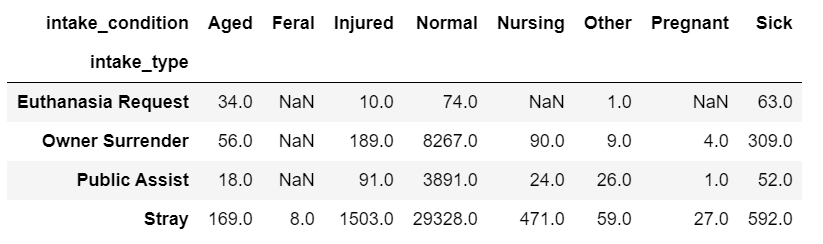 intake_condition Aged Feral Injured Normal Nursing Other Pregnant Sick
intake_type
Euthanasia Request 34.0 NaN 10.0 74.0 NaN 1.0 NaN 63.0
Owner Surrender 56.0 NaN 189.0 8267.0 90.0 9.0 4.0 309.0
Public Assist 18.0 NaN 91.0 3891.0 24.0 26.0 1.0 52.0
Stray 169.0 8.0 1503.0 29328.0 471.0 59.0 27.0 592.0